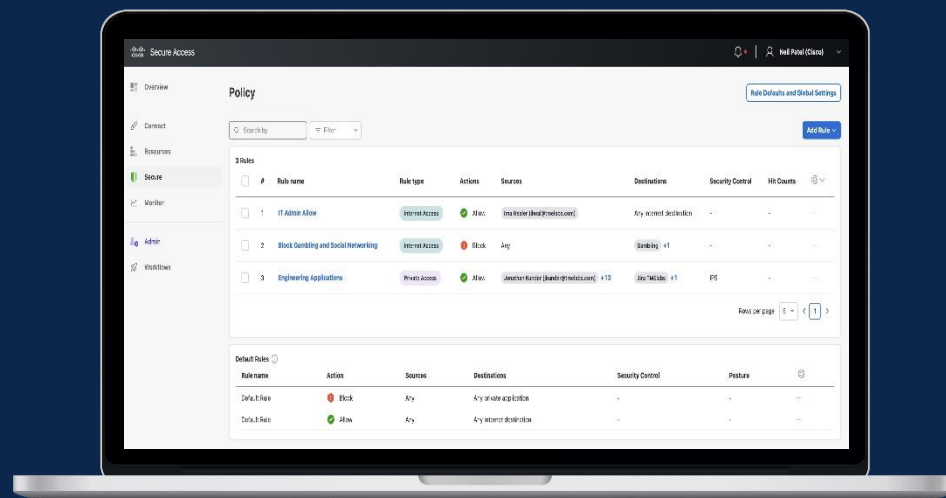 Secure Access
Neil Patel (Cisco)
Overview
Policy
Rule Defaults and Global Settings
Connect
Search by
Filter
Add Rule
Resources
3 Rules
Secure
# Rule name Rule type Actions Sources Destinations Security Control Hit Counts
Monitor
1 IT Admin Allow Internet Access Allow Any internet destination - -
Admin
2 Block Gambling and Social Networking Internet Access Block Any Gambling +1 - -
Workflows
3 Engineering Applications Private Access Allow +13 +1 IPS -
Rows per page 5 1
Default Rules
Rule name Action Sources Destinations Security Control Posture
Default Rule Block Any Any private application - -
Default Rule Allow Any Any internet destination - -